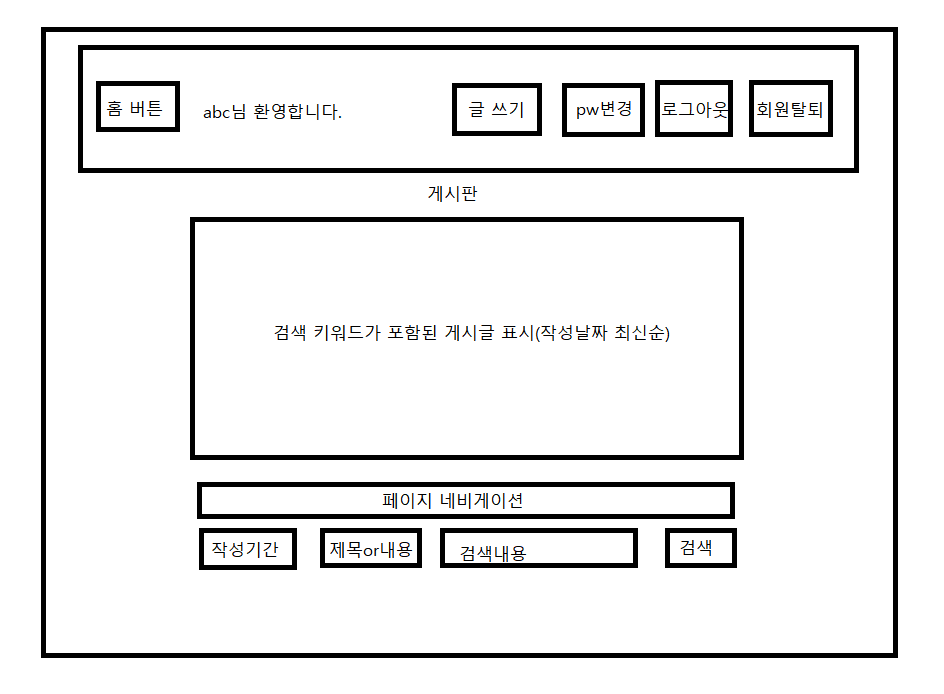 홈 버튼
abc님 환영합니다.
글 쓰기
pw변경
로그아웃
회원탈퇴
게시판
검색 키워드가 포함된 게시글 표시(작성날짜 최신순)
페이지 네비게이션
작성기간
제목or내용
검색내용
검색